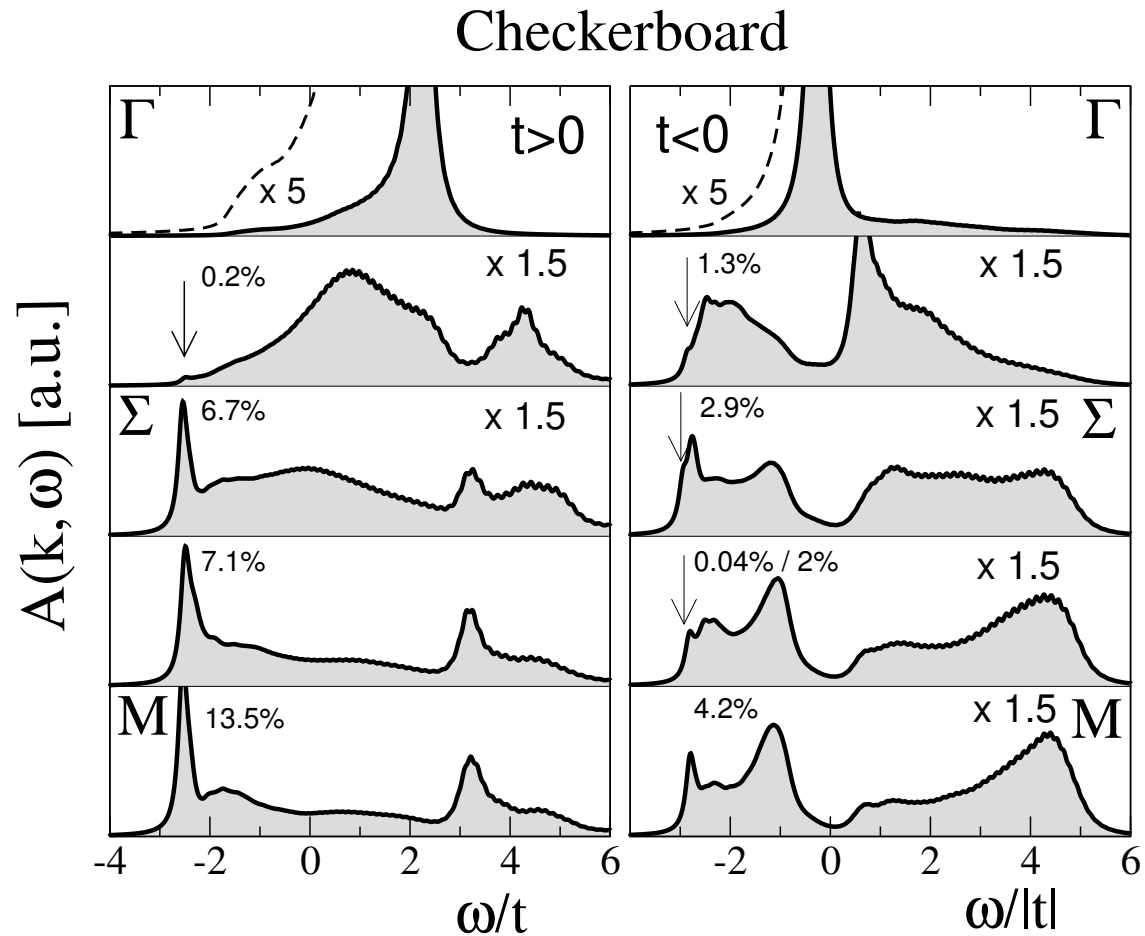 Checkerboard
A(k,ω) [a.u.]
Γ
t>0
x 5
0.2%
x 1.5
Σ
6.7%
x 1.5
7.1%
M
13.5%
-4 -2 0 2 4 6
ω/t
t<0
Γ
x 5
1.3%
x 1.5
2.9%
x 1.5
Σ
0.04% / 2%
x 1.5
4.2%
x 1.5
M
-2 0 2 4 6
ω/|t|